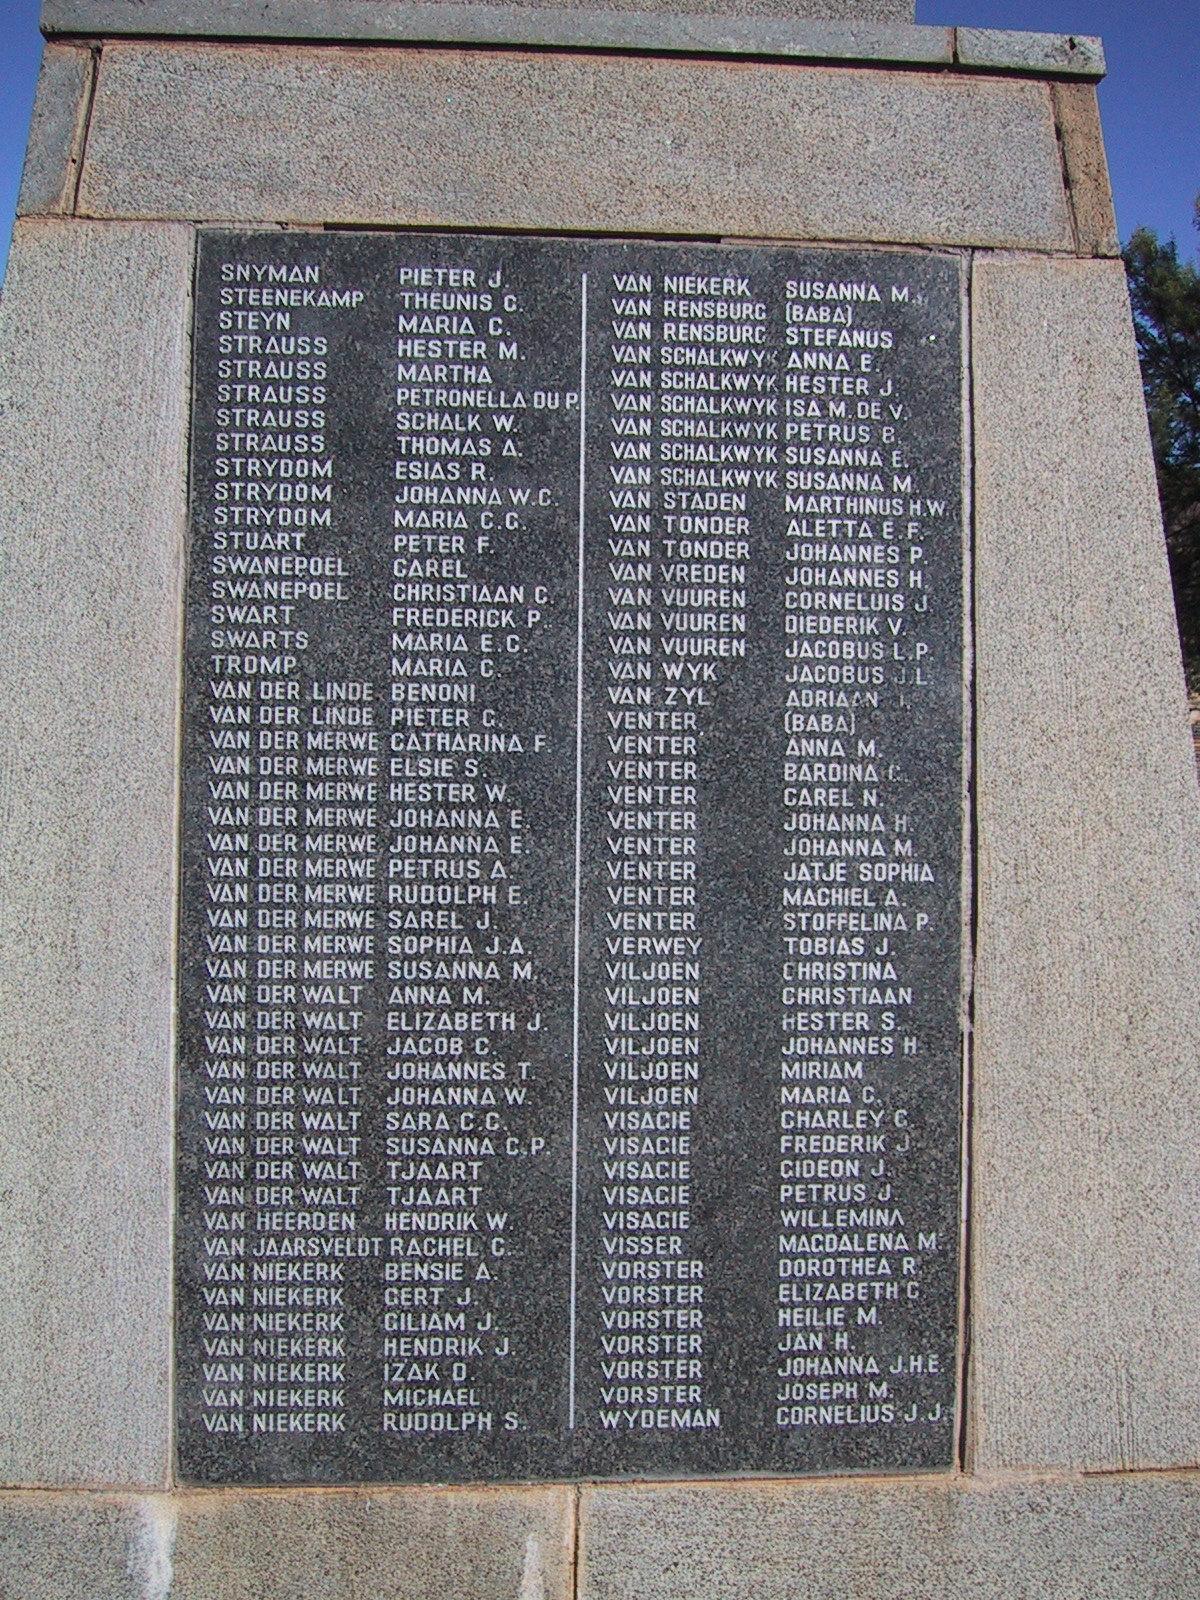 SNYMAN PIETER J.
STEENEKAMP THEUNIS C.
STEYN MARIA C.
STRAUSS HESTER M.
STRAUSS MARTHA
STRAUSS PETRONELLA DU P.
STRAUSS SCHALK W.
STRAUSS THOMAS A.
STRYDOM ESIAS R.
STRYDOM JOHANNA W.C.
STRYDOM MARIA C.C.
STUART PETER F.
SWANEPOEL CAREL
SWANEPOEL CHRISTIAAN C.
SWART FREDERICK P.
SWARTS MARIA E.C.
TROMP MARIA C.
VAN DER LINDE BENONI
VAN DER LINDE PIETER G.
VAN DER MERWE CATHARINA F.
VAN DER MERWE ELSIE S.
VAN DER MERWE HESTER W.
VAN DER MERWE JOHANNA E.
VAN DER MERWE JOHANNA E.
VAN DER MERWE PETRUS A.
VAN DER MERWE RUDOLPH E.
VAN DER MERWE SAREL J.
VAN DER MERWE SOPHIA J.A.
VAN DER MERWE SUSANNA M.
VAN DER WALT ANNA M.
VAN DER WALT ELIZABETH J.
VAN DER WALT JACOB C.
VAN DER WALT JOHANNES T.
VAN DER WALT JOHANNA W.
VAN DER WALT SARA C.C.
VAN DER WALT SUSANNA C.P.
VAN DER WALT TJAART
VAN DER WALT TJAART
VAN HEERDEN HENDRIK W.
VAN JAARSVELDT RACHEL C.
VAN NIEKERK BENSIE A.
VAN NIEKERK GERT J.
VAN NIEKERK GILIAM J.
VAN NIEKERK HENDRIK J.
VAN NIEKERK IZAK D.
VAN NIEKERK MICHAEL
VAN NIEKERK RUDOLPH S.
VAN NIEKERK SUSANNA M.
VAN RENSBURG (BABA)
VAN RENSBURG STEFANUS
VAN SCHALKWYK ANNA E.
VAN SCHALKWYK HESTER J.
VAN SCHALKWYK ISA M. DE V.
VAN SCHALKWYK PETRUS B.
VAN SCHALKWYK SUSANNA E.
VAN SCHALKWYK SUSANNA M.
VAN STADEN MARTHINUS H.W.
VAN TONDER ALETTA E.F.
VAN TONDER JOHANNES P.
VAN VREDEN JOHANNES H.
VAN VUUREN CORNELUIS J.
VAN VUUREN DIEDERIK V.
VAN VUUREN JACOBUS L.P.
VAN WYK JACOBUS J.L.
VAN ZYL ADRIAAN J.
VENTER (BABA)
VENTER ANNA M.
VENTER BARDINA C.
VENTER CAREL N.
VENTER JOHANNA H.
VENTER JOHANNA M.
VENTER JATJE SOPHIA
VENTER MACHIEL A.
VENTER STOFFELINA P.
VERWEY TOBIAS J.
VILJOEN CHRISTINA
VILJOEN CHRISTIAAN
VILJOEN HESTER S.
VILJOEN JOHANNES H.
VILJOEN MIRIAM
VILJOEN MARIA C.
VISAGIE CHARLEY C.
VISAGIE FREDERIK J.
VISAGIE GIDEON J.
VISAGIE PETRUS J.
VISAGIE WILLEMINA
VISSER MAGDALENA M.
VORSTER DOROTHEA R.
VORSTER ELIZABETH C.
VORSTER HEILIE M.
VORSTER JAN H.
VORSTER JOHANNA J.H.E.
VORSTER JOSEPH M.
WYDEMAN CORNELIUS J.J.